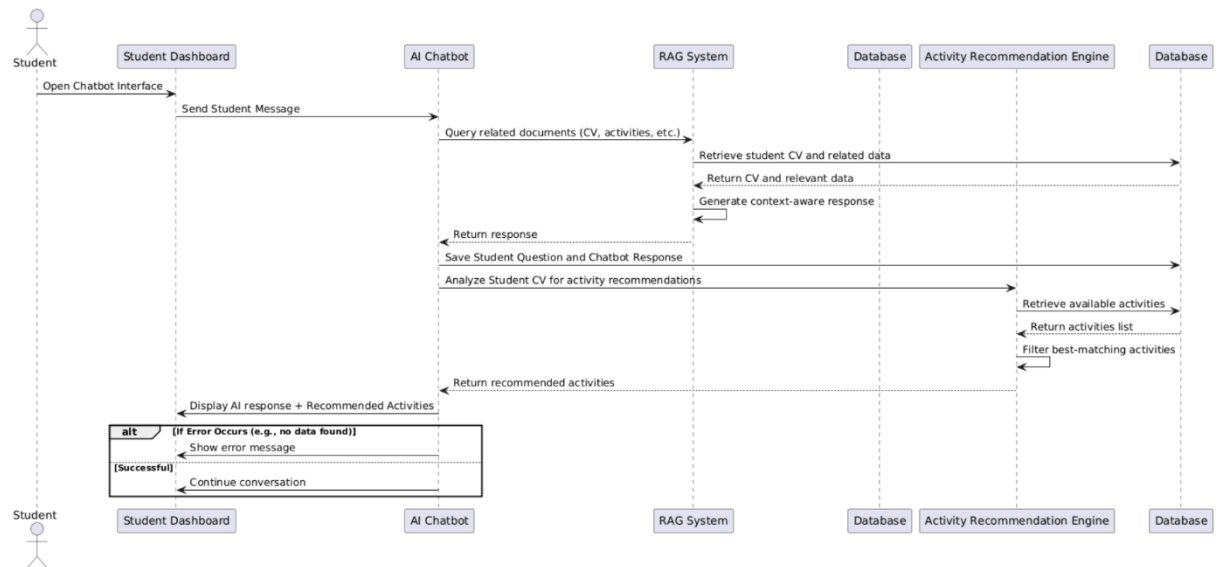 Student
Student Dashboard
AI Chatbot
RAG System
Database
Activity Recommendation Engine
Database
Open Chatbot Interface
Send Student Message
Query related documents (CV, activities, etc.)
Retrieve student CV and related data
Return CV and relevant data
Generate context-aware response
Return response
Save Student Question and Chatbot Response
Analyze Student CV for activity recommendations
Retrieve available activities
Return activities list
Filter best-matching activities
Return recommended activities
Display AI response + Recommended Activities
alt [If Error Occurs (e.g., no data found)]
Show error message
[Successful]
Continue conversation
Student
Student Dashboard
AI Chatbot
RAG System
Database
Activity Recommendation Engine
Database